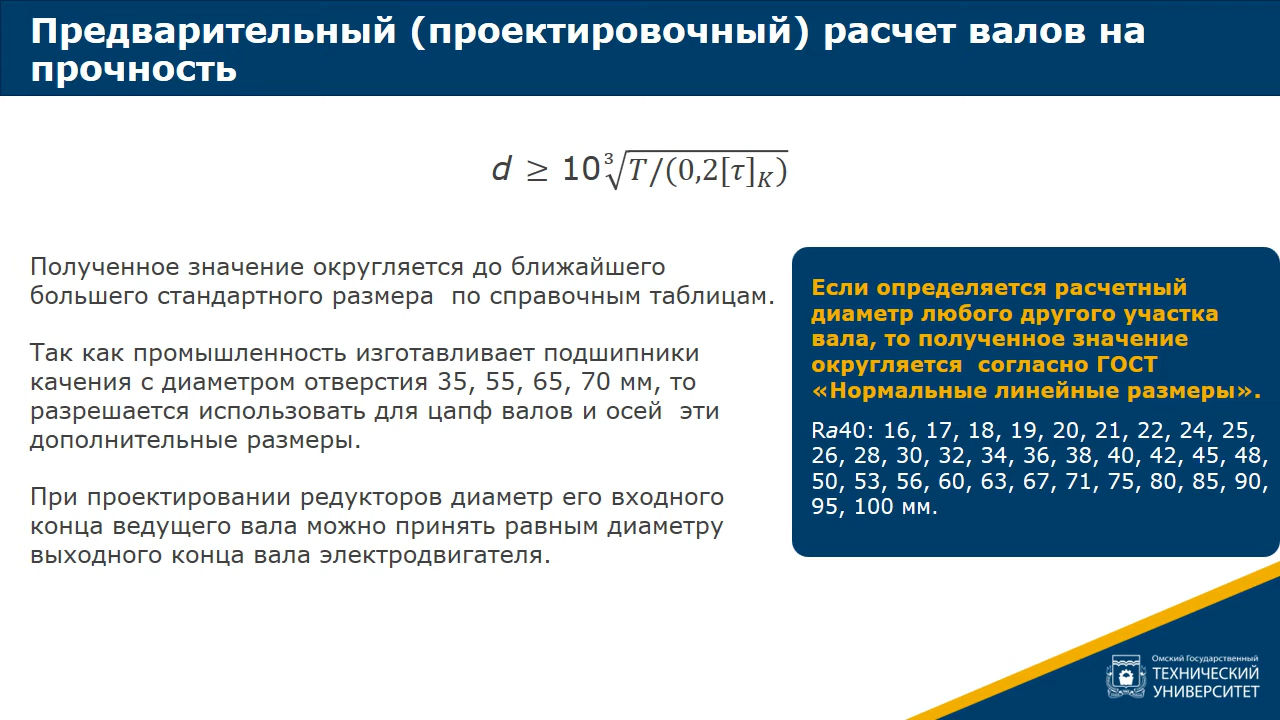 Предварительный (проектировочный) расчет валов на
прочность
d ≥ 10∛T/(0,2[τ]K)
Полученное значение округляется до ближайшего
большего стандартного размера по справочным таблицам.
Так как промышленность изготавливает подшипники
качения с диаметром отверстия 35, 55, 65, 70 мм, то
разрешается использовать для цапф валов и осей эти
дополнительные размеры.
При проектировании редукторов диаметр его входного
конца ведущего вала можно принять равным диаметру
выходного конца вала электродвигателя.
Если определяется расчетный
диаметр любого другого участка
вала, то полученное значение
округляется согласно ГОСТ
«Нормальные линейные размеры».
Ra40: 16, 17, 18, 19, 20, 21, 22, 24, 25,
26, 28, 30, 32, 34, 36, 38, 40, 42, 45, 48,
50, 53, 56, 60, 63, 67, 71, 75, 80, 85, 90,
95, 100 мм.
Омский Государственный
ТЕХНИЧЕСКИЙ
УНИВЕРСИТЕТ